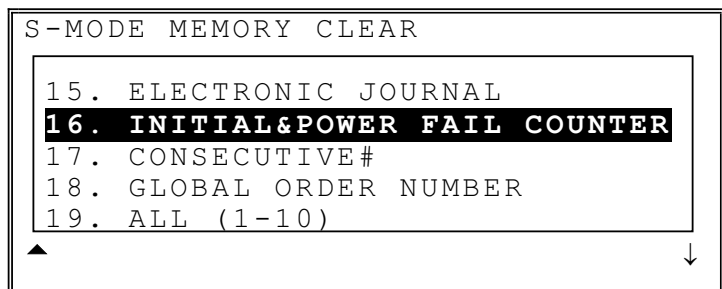 S-MODE MEMORY CLEAR
15. ELECTRONIC JOURNAL
16. INITIAL&POWER FAIL COUNTER
17. CONSECUTIVE#
18. GLOBAL ORDER NUMBER
19. ALL (1-10)